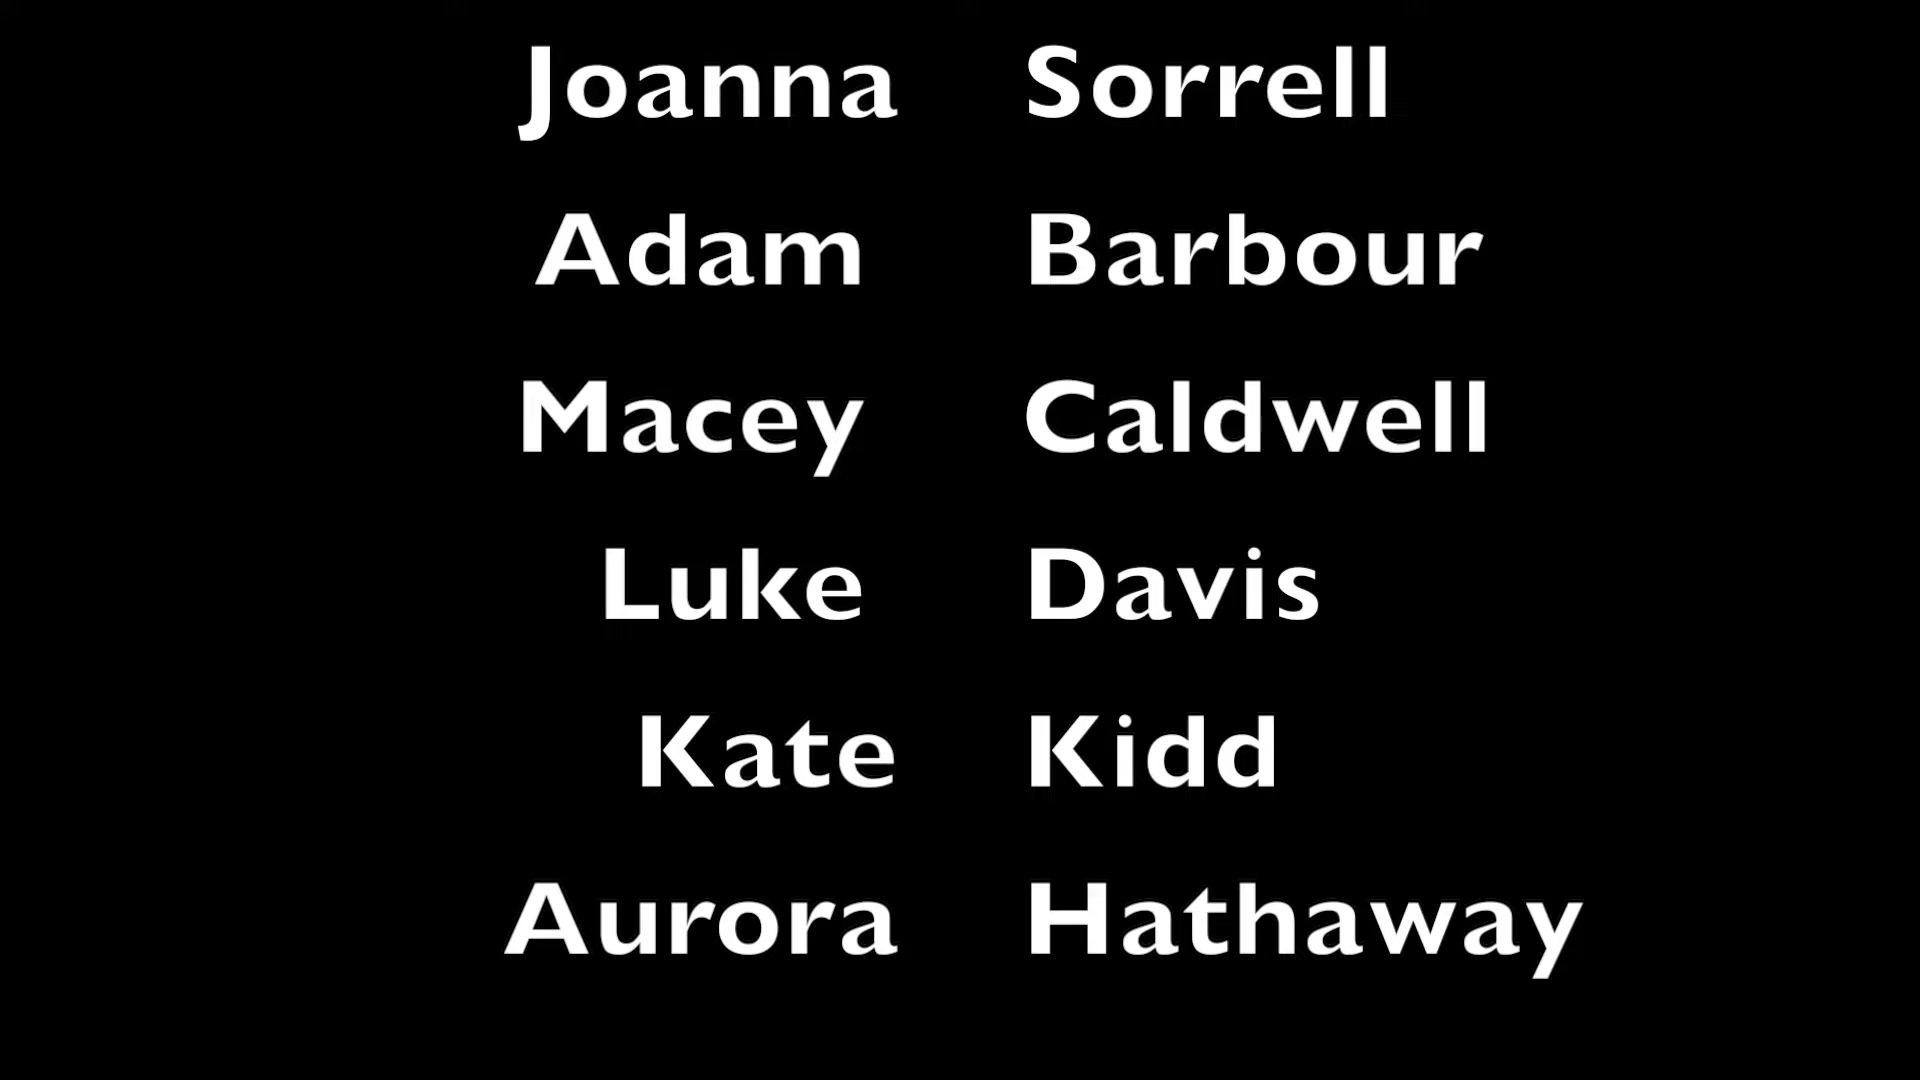 Joanna Sorrell
Adam Barbour
Macey Caldwell
Luke Davis
Kate Kidd
Aurora Hathaway